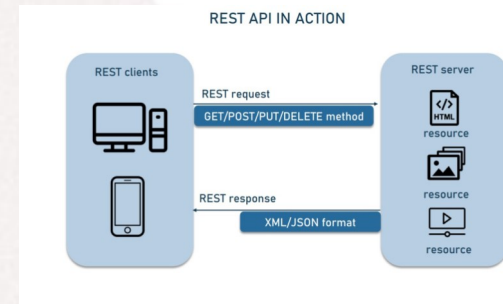 REST API IN ACTION
REST clients
REST request
GET/POST/PUT/DELETE method
REST response
XML/JSON format
REST server
</>
HTML
resource
resource
resource